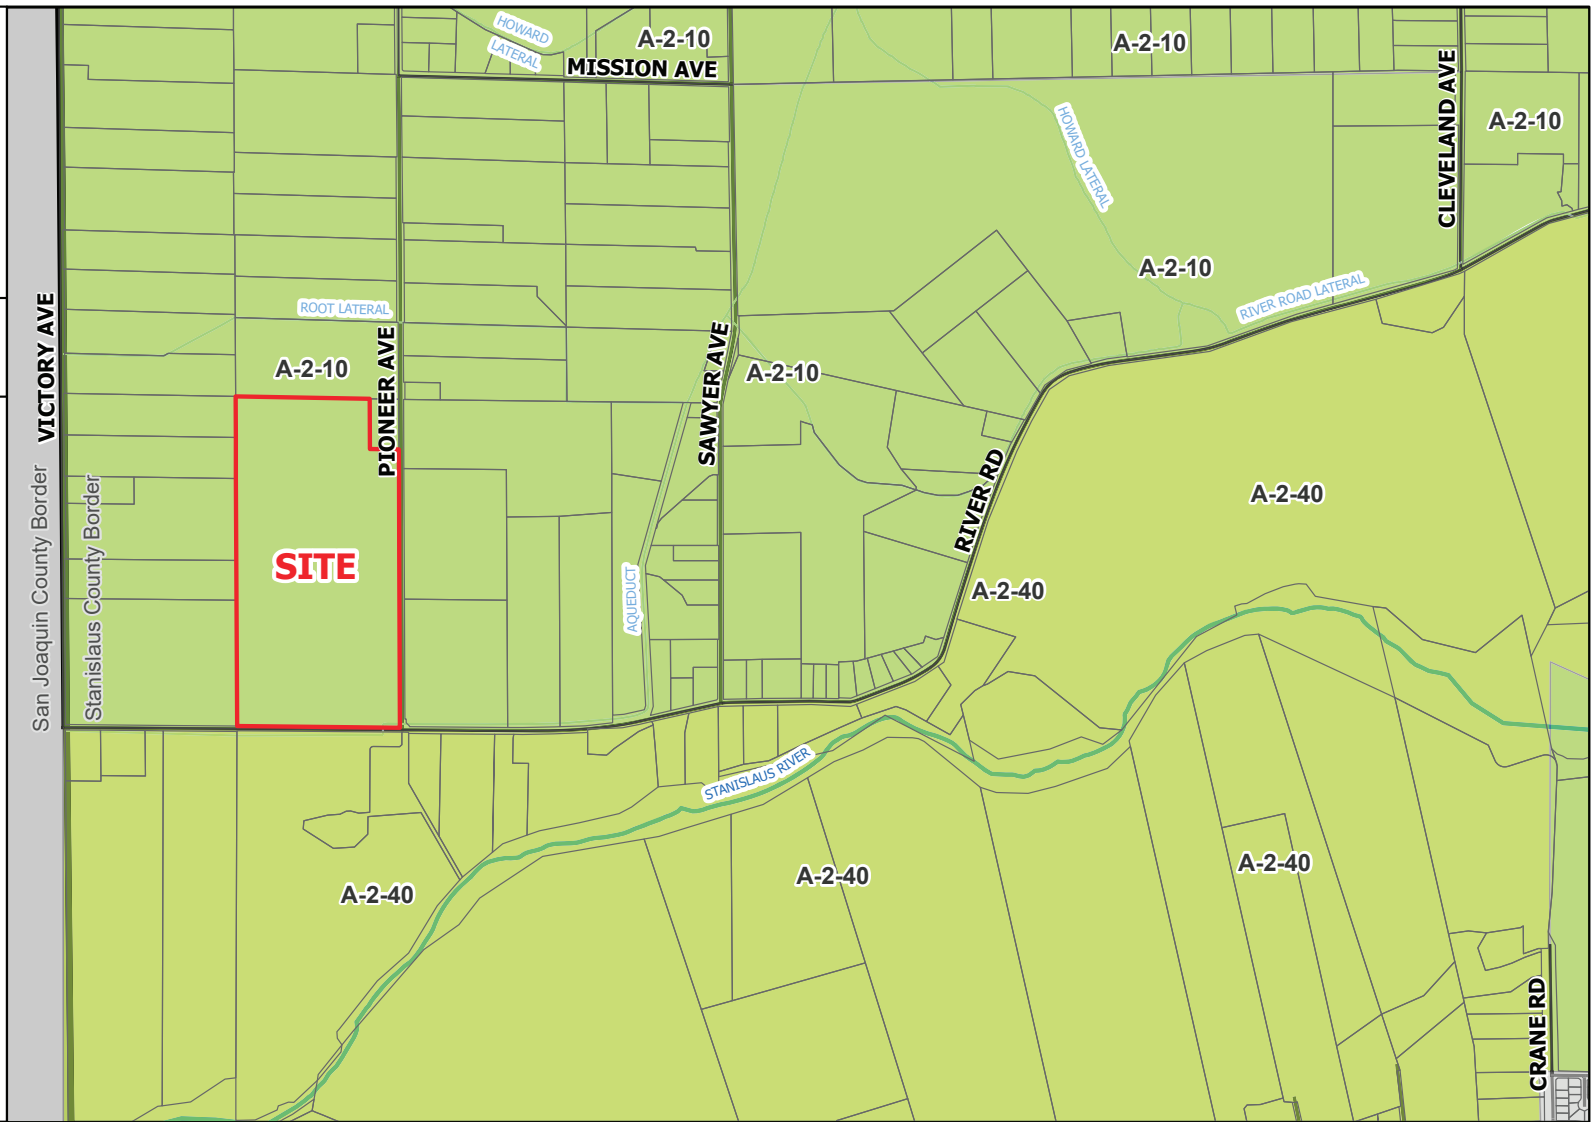 HOWARD
LATERAL
A-2-10
MISSION AVE
A-2-10
CLEVELAND AVE
A-2-10
HOWARD LATERAL
A-2-10
RIVER ROAD LATERAL
ROOT LATERAL
VICTORY AVE
A-2-10
PIONEER AVE
SAWYER AVE
A-2-10
RIVER RD
A-2-40
San Joaquin County Border
Stanislaus County Border
SITE
AQUEDUCT
A-2-40
STANISLAUS RIVER
A-2-40
A-2-40
A-2-40
CRANE RD